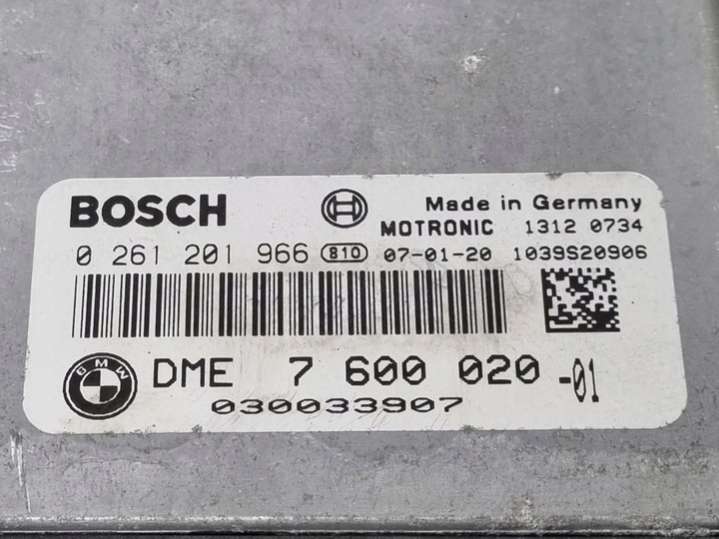 BOSCH Made in Germany
MOTRONIC 1312 0734
0 261 201 966 810 07-01-20 1039S20906
BMW DME 7 600 020 -01
030033907